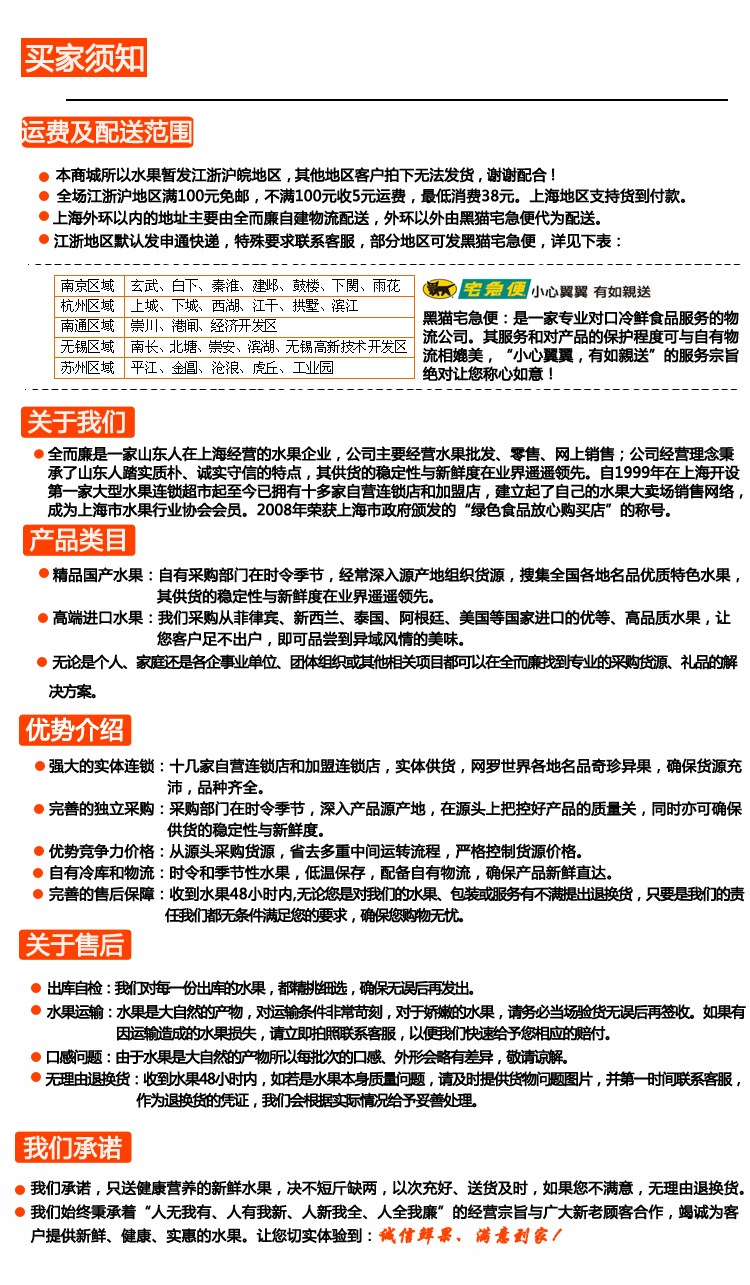 买家须知
运费及配送范围
本商城所以水果暂发江浙沪皖地区，其他地区客户拍下无法发货，谢谢配合！
全场江浙沪地区满100元免邮，不满100元收5元运费，最低消费38元。上海地区支持货到付款。
上海外环以内的地址主要由全而廉自建物流配送，外环以外由黑猫宅急便代为配送。
江浙地区默认发申通快递，特殊要求联系客服，部分地区可发黑猫宅急便，详见下表：
南京区域 玄武、白下、秦淮、建邺、鼓楼、下関、雨花
杭州区域 上城、下城、西湖、江干、拱墅、滨江
南通区域 崇川、港闸、经济开发区
无锡区域 南长、北塘、崇安、滨湖、无锡高新技术开发区
苏州区域 平江、金阊、沧浪、虎丘、工业园
宅急便 小心翼翼 有如親送
黑猫宅急便：是一家专业对口冷鲜食品服务的物
流公司。其服务和对产品的保护程度可与自有物
流相媲美，“小心翼翼，有如親送”的服务宗旨
绝对让您称心如意！
关于我们
全而廉是一家山东人在上海经营的水果企业，公司主要经营水果批发、零售、网上销售；公司经营理念秉
承了山东人踏实质朴、诚实守信的特点，其供货的稳定性与新鲜度在业界遥遥领先。自1999年在上海开设
第一家大型水果连锁超市起至今已拥有十多家自营连锁店和加盟店，建立起了自己的水果大卖场销售网络，
成为上海市水果行业协会会员。2008年荣获上海市政府颁发的“绿色食品放心购买店”的称号。
产品类目
精品国产水果：自有采购部门在时令季节，经常深入源产地组织货源，搜集全国各地名品优质特色水果，
其供货的稳定性与新鲜度在业界遥遥领先。
高端进口水果：我们采购从菲律宾、新西兰、泰国、阿根廷、美国等国家进口的优等、高品质水果，让
您客户足不出户，即可品尝到异域风情的美味。
无论是个人、家庭还是各企事业单位、团体组织或其他相关项目都可以在全而廉找到专业的采购货源、礼品的解
决方案。
优势介绍
强大的实体连锁：十几家自营连锁店和加盟连锁店，实体供货，网罗世界各地名品奇珍异果，确保货源充
沛，品种齐全。
完善的独立采购：采购部门在时令季节，深入产品源产地，在源头上把控好产品的质量关，同时亦可确保
供货的稳定性与新鲜度。
优势竞争力价格：从源头采购货源，省去多重中间运转流程，严格控制货源价格。
自有冷库和物流：时令和季节性水果，低温保存，配备自有物流，确保产品新鲜直达。
完善的售后保障：收到水果48小时内,无论您是对我们的水果、包装或服务有不满提出退换货，只要是我们的责
任我们都无条件满足您的要求，确保您购物无忧。
关于售后
出库自检：我们对每一份出库的水果，都精挑细选，确保无误后再发出。
水果运输：水果是大自然的产物，对运输条件非常苛刻，对于娇嫩的水果，请务必当场验货无误后再签收。如果有
因运输造成的水果损失，请立即拍照联系客服，以便我们快速给予您相应的赔付。
口感问题：由于水果是大自然的产物所以每批次的口感、外形会略有差异，敬请谅解。
无理由退换货：收到水果48小时内，如若是水果本身质量问题，请及时提供货物问题图片，并第一时间联系客服，
作为退换货的凭证，我们会根据实际情况给予妥善处理。
我们承诺
我们承诺，只送健康营养的新鲜水果，决不短斤缺两，以次充好、送货及时，如果您不满意，无理由退换货。
我们始终秉承着“人无我有、人有我新、人新我全、人全我廉”的经营宗旨与广大新老顾客合作，竭诚为客
户提供新鲜、健康、实惠的水果。让您切实体验到：诚信鲜果、满意到家！